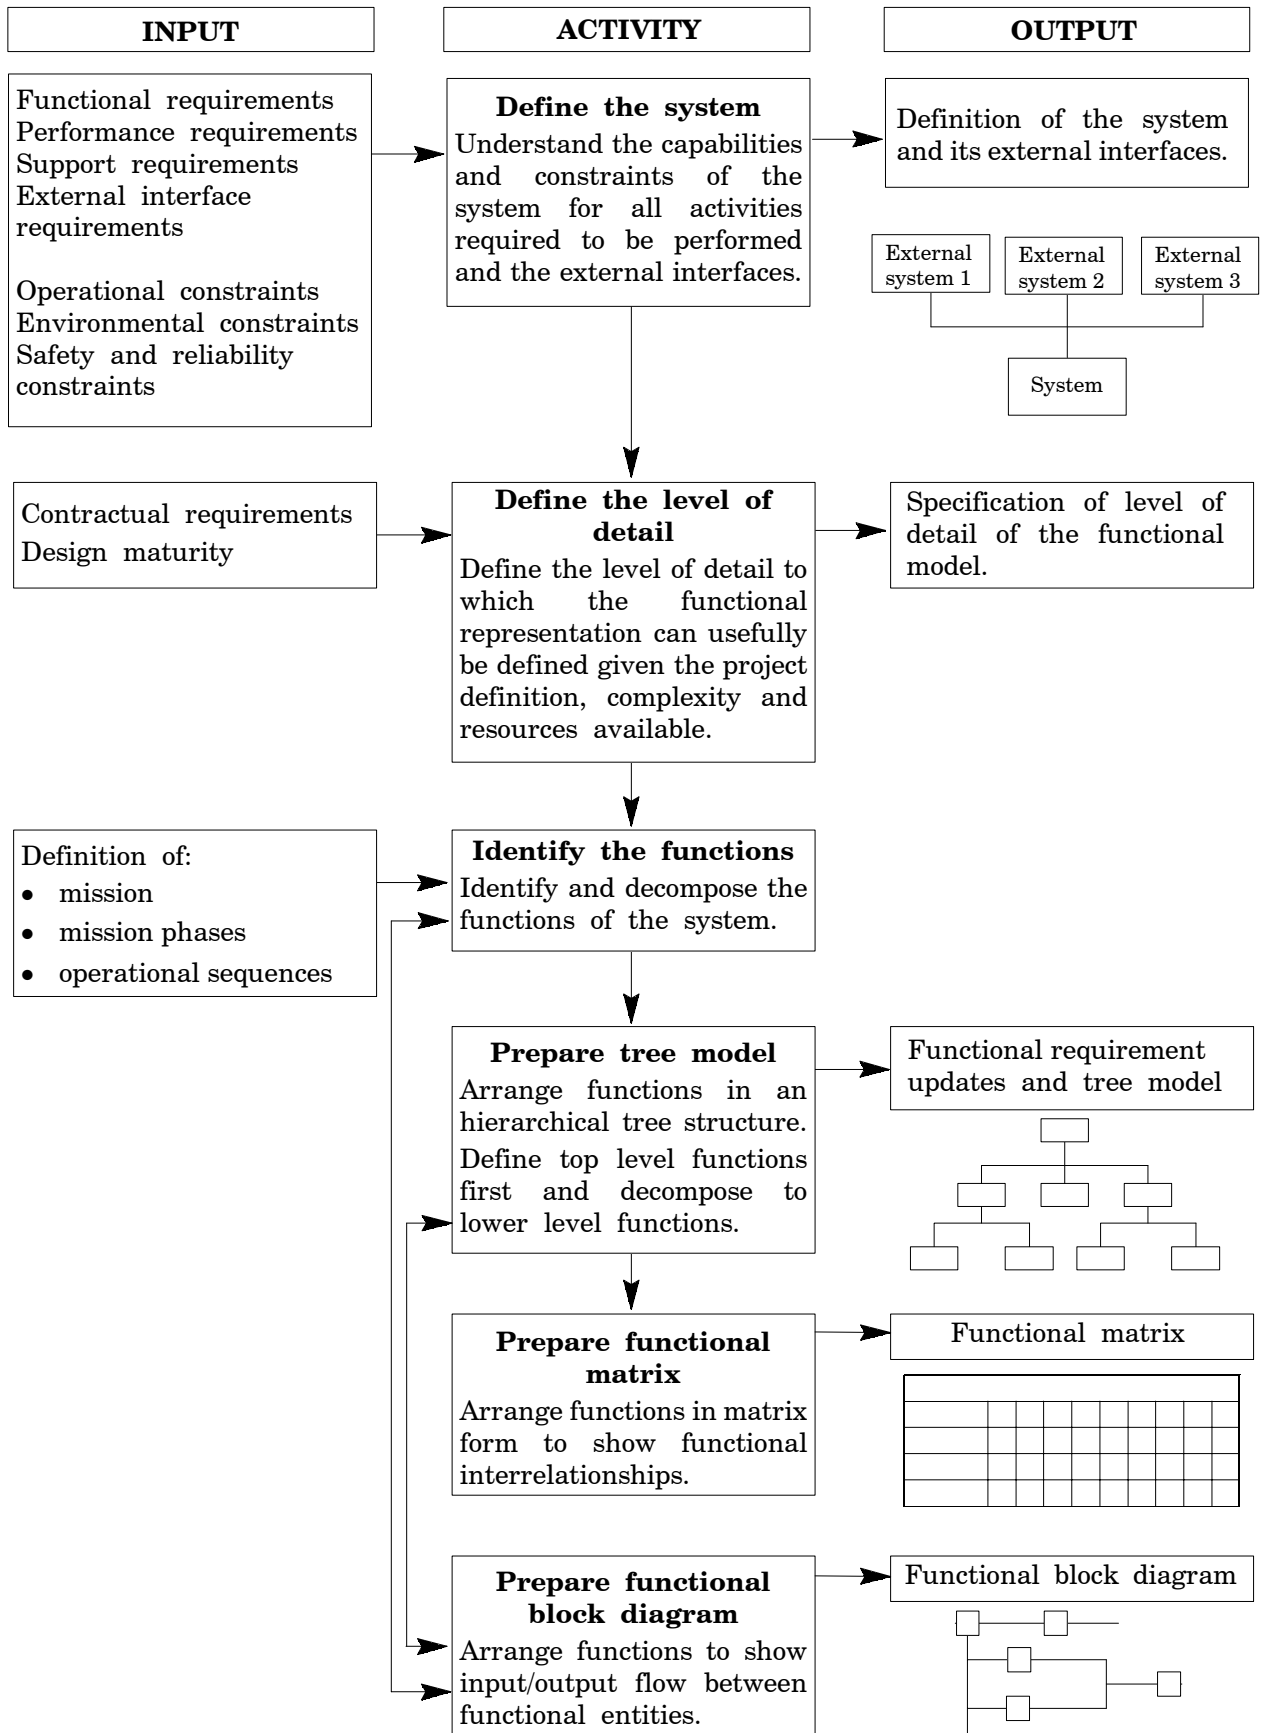 INPUT
ACTIVITY
OUTPUT
Functional requirements
Performance requirements
Support requirements
External interface
requirements
Operational constraints
Environmental constraints
Safety and reliability
constraints
Define the system
Understand the capabilities
and constraints of the
system for all activities
required to be performed
and the external interfaces.
Definition of the system
and its external interfaces.
External
system 1
External
system 2
External
system 3
System
Contractual requirements
Design maturity
Define the level of
detail
Define the level of detail to
which the functional
representation can usefully
be defined given the project
definition, complexity and
resources available.
Specification of level of
detail of the functional
model.
Definition of:
• mission
• mission phases
• operational sequences
Identify the functions
Identify and decompose the
functions of the system.
Prepare tree model
Arrange functions in an
hierarchical tree structure.
Define top level functions
first and decompose to
lower level functions.
Functional requirement
updates and tree model
Prepare functional
matrix
Arrange functions in matrix
form to show functional
interrelationships.
Functional matrix
Prepare functional
block diagram
Arrange functions to show
input/output flow between
functional entities.
Functional block diagram